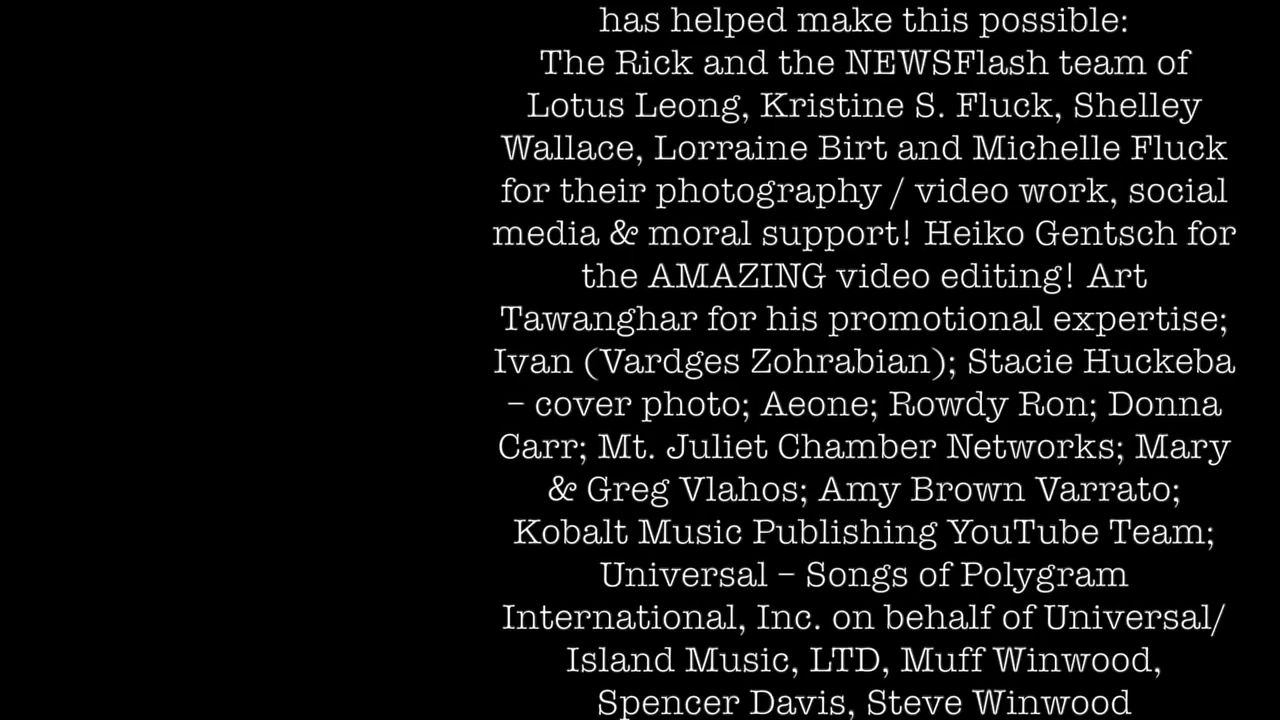 has helped make this possible:
The Rick and the NEWSFlash team of
Lotus Leong, Kristine S. Fluck, Shelley
Wallace, Lorraine Birt and Michelle Fluck
for their photography / video work, social
media & moral support! Heiko Gentsch for
the AMAZING video editing! Art
Tawanghar for his promotional expertise;
Ivan (Vardges Zohrabian); Stacie Huckeba
– cover photo; Aeone; Rowdy Ron; Donna
Carr; Mt. Juliet Chamber Networks; Mary
& Greg Vlahos; Amy Brown Varrato;
Kobalt Music Publishing YouTube Team;
Universal – Songs of Polygram
International, Inc. on behalf of Universal/
Island Music, LTD, Muff Winwood,
Spencer Davis, Steve Winwood